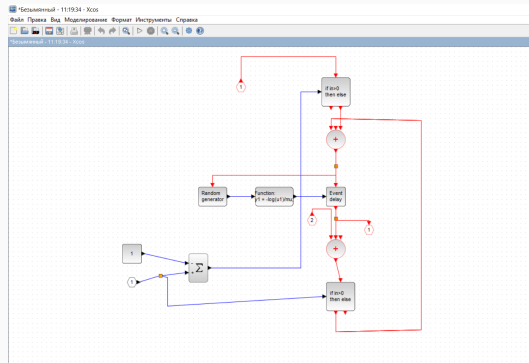 *Безымянный - 11:19:34 - Xcos
Файл Правка Вид Моделирование Формат Инструменты Справка
*Безымянный - 11:19:34 - Xcos
1
if in>0
then else
+
Random
generator
Function:
y1 = -log(u1)/mu
Event
delay
2
1
+
1
Σ
1
if in>0
then else